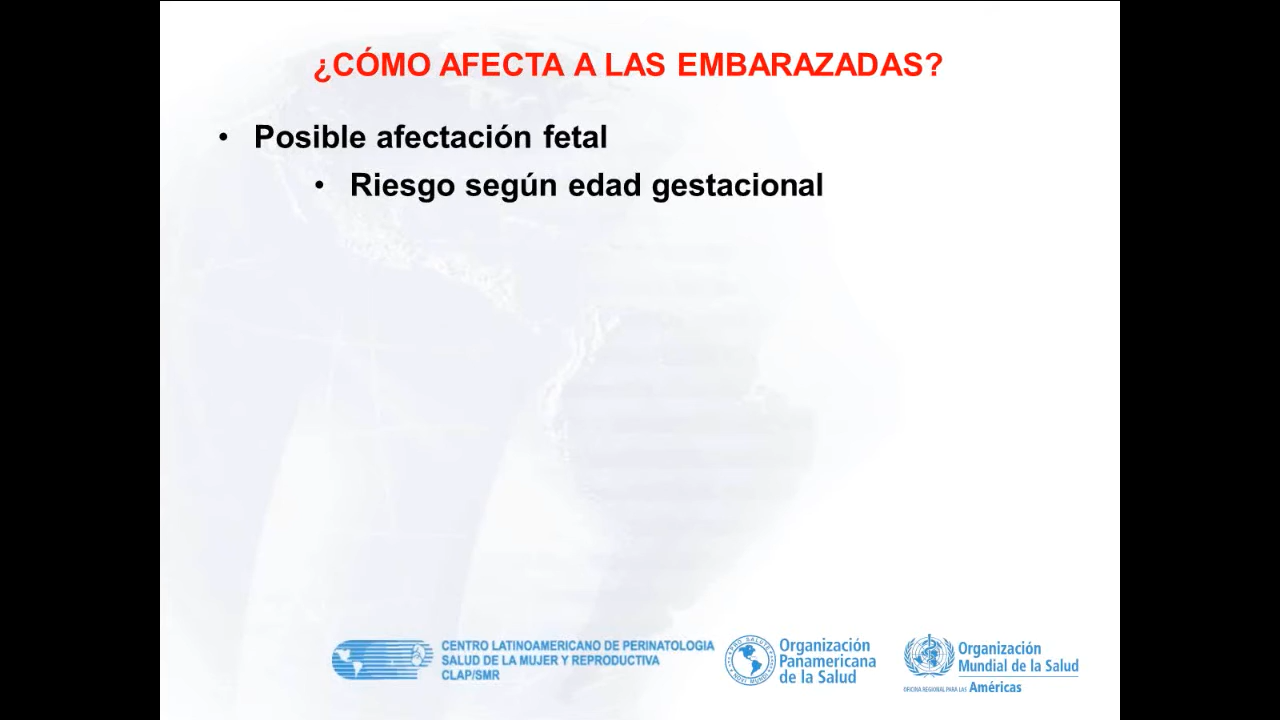 ¿CÓMO AFECTA A LAS EMBARAZADAS?
• Posible afectación fetal
• Riesgo según edad gestacional
CENTRO LATINOAMERICANO DE PERINATOLOGIA
SALUD DE LA MUJER Y REPRODUCTIVA
CLAP/SMR
Organización
Panamericana
de la Salud
Organización
Mundial de la Salud
OFICINA REGIONAL PARA LAS Américas